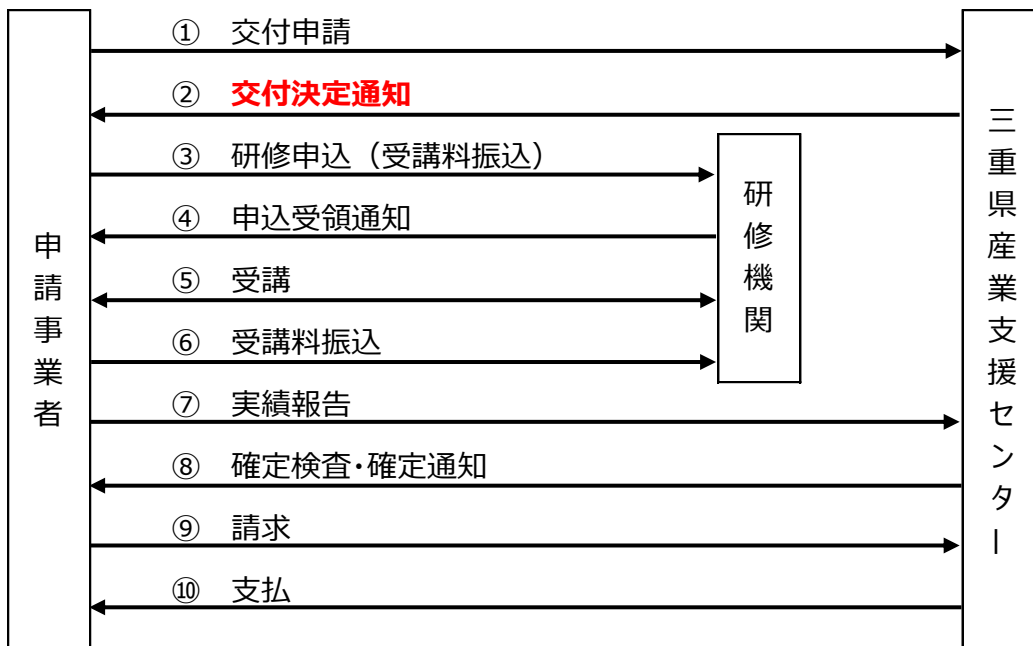 ① 交付申請
② 交付決定通知
③ 研修申込（受講料振込）
④ 申込受領通知
⑤ 受講
⑥ 受講料振込
⑦ 実績報告
⑧ 確定検査・確定通知
⑨ 請求
⑩ 支払
申請事業者
研修機関
三重県産業支援センター